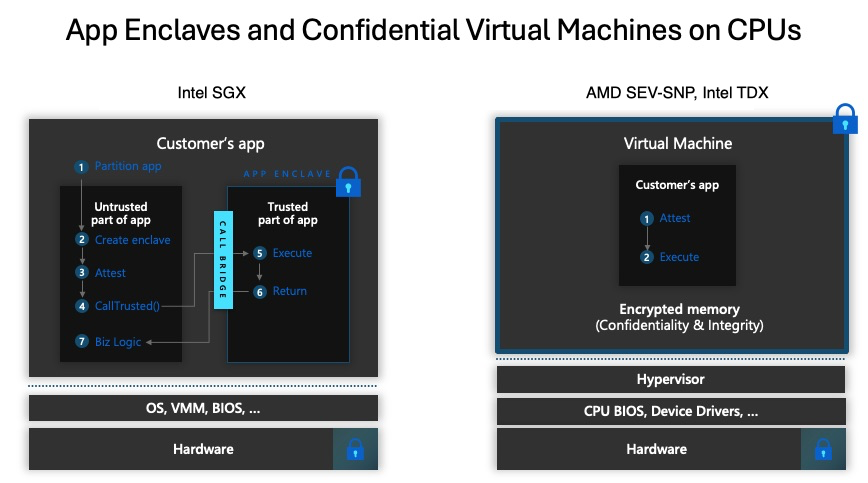 App Enclaves and Confidential Virtual Machines on CPUs
Intel SGX
Customer's app
1 Partition app
APP ENCLAVE
Untrusted
part of app
2 Create enclave
3 Attest
4 CallTrusted()
7 Biz Logic
CALL BRIDGE
Trusted
part of app
5 Execute
6 Return
OS, VMM, BIOS, ...
Hardware
AMD SEV-SNP, Intel TDX
Virtual Machine
Customer's app
1 Attest
2 Execute
Encrypted memory
(Confidentiality & Integrity)
Hypervisor
CPU BIOS, Device Drivers, ...
Hardware